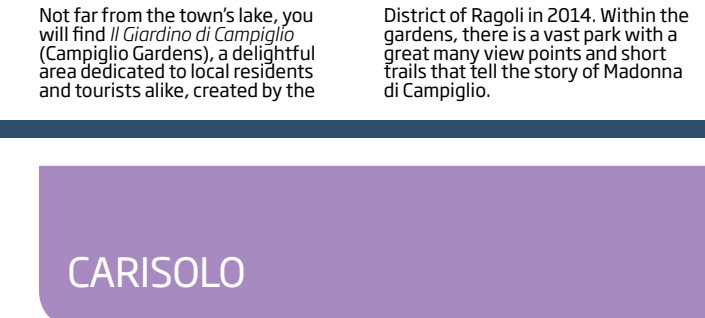 Not far from the town's lake, you
will find Il Giardino di Campiglio
(Campiglio Gardens), a delightful
area dedicated to local residents
and tourists alike, created by the
District of Ragoli in 2014. Within the
gardens, there is a vast park with a
great many view points and short
trails that tell the story of Madonna
di Campiglio.
CARISOLO